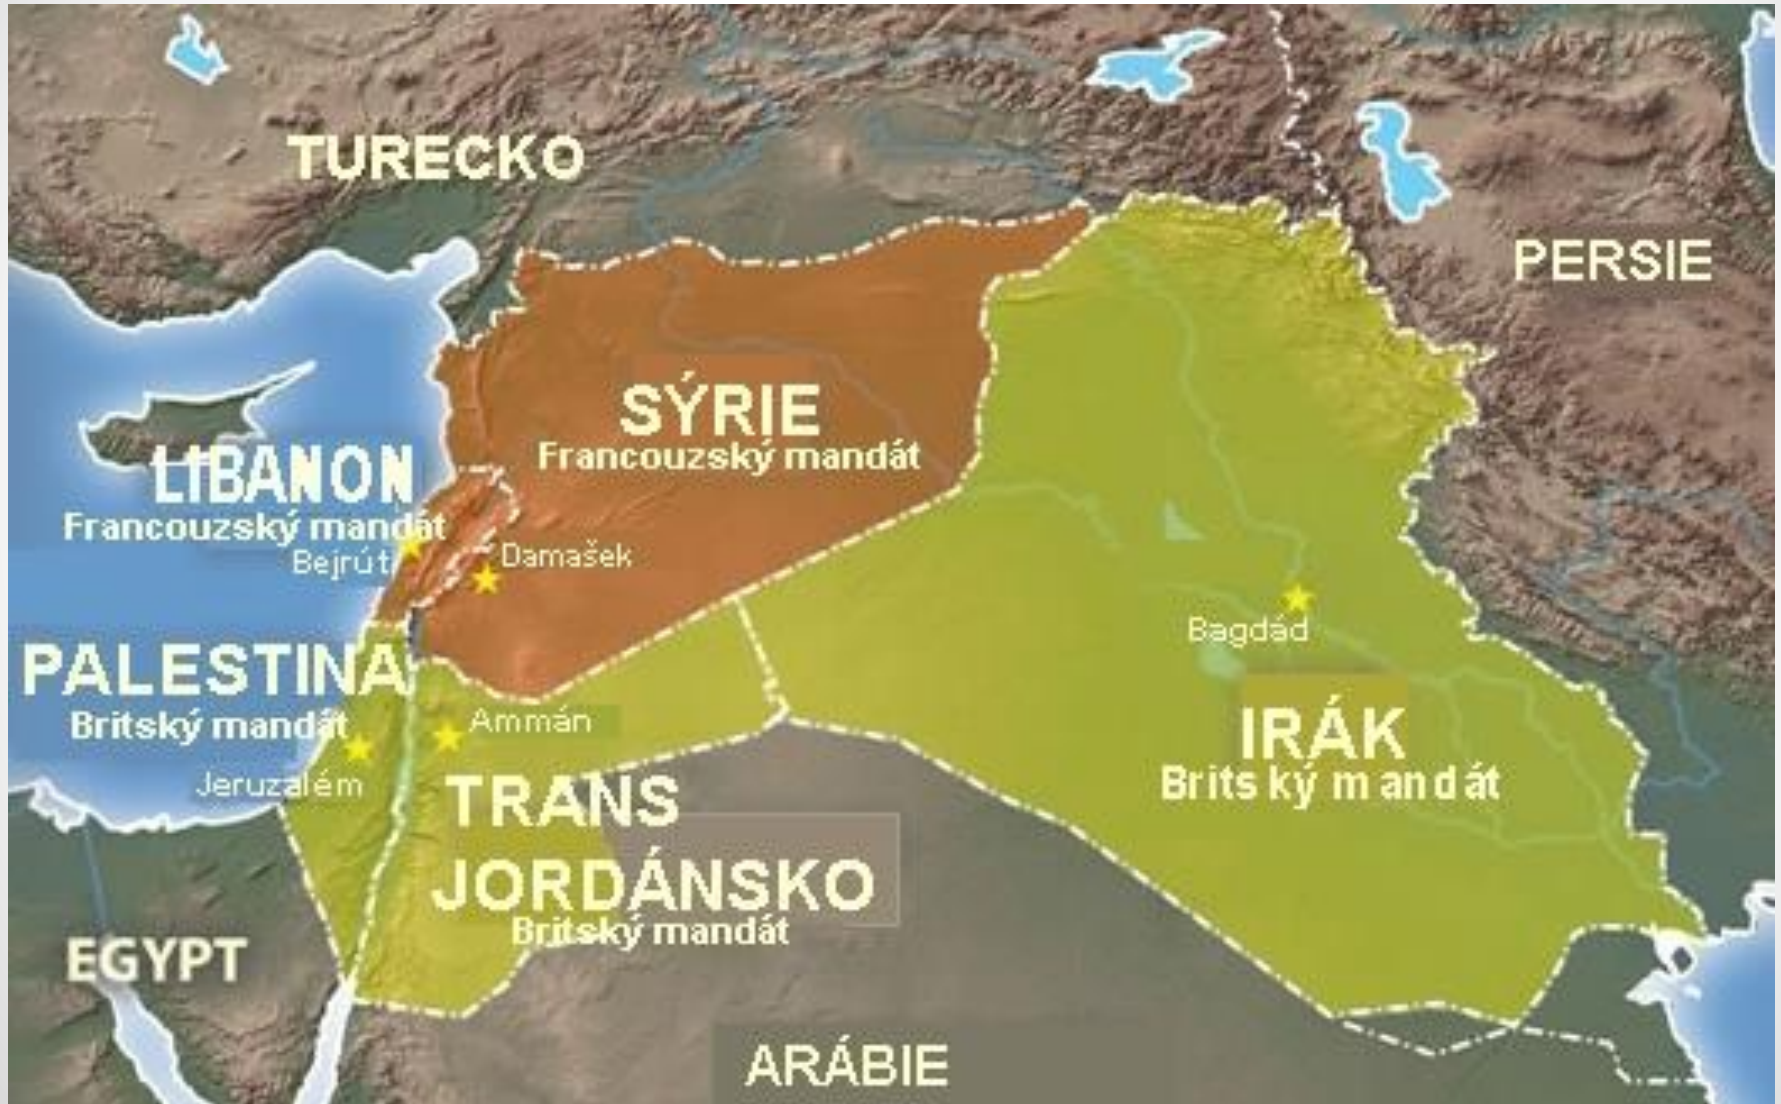 TURECKO
PERSIE
SÝRIE
Francouzský mandát
LIBANON
Francouzský mandát
Bejrút
Damašek
Bagdád
PALESTINA
Britský mandát
Jeruzalém
Ammán
TRANS
JORDÁNSKO
Britský mandát
IRÁK
Britský mandát
EGYPT
ARÁBIE